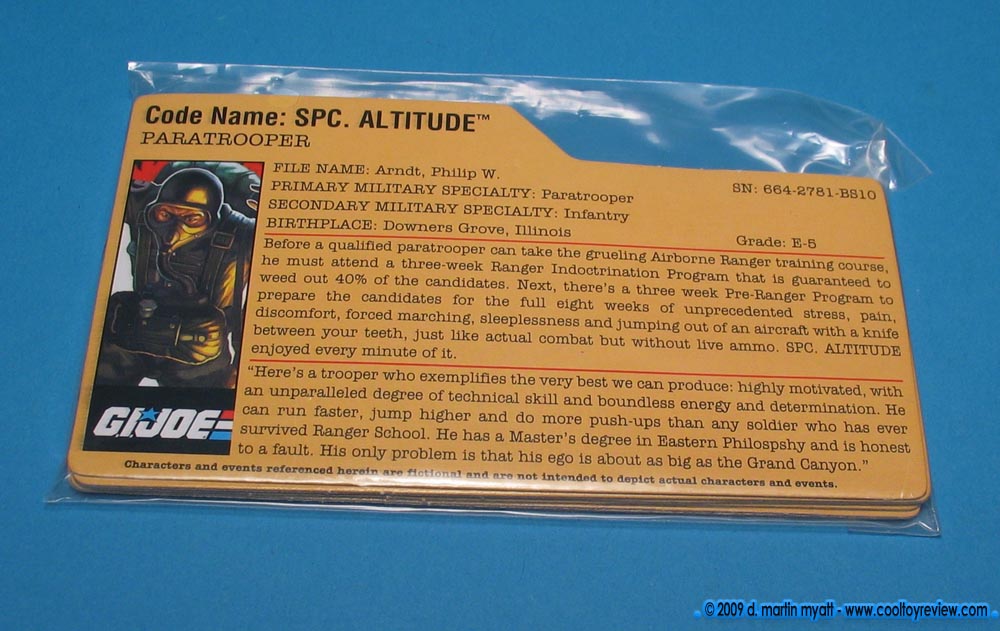 Code Name: SPC. ALTITUDE™
PARATROOPER
FILE NAME: Arndt, Philip W.
PRIMARY MILITARY SPECIALTY: Paratrooper
SN: 664-2781-BS10
SECONDARY MILITARY SPECIALTY: Infantry
BIRTHPLACE: Downers Grove, Illinois
Grade: E-5
Before a qualified paratrooper can take the grueling Airborne Ranger training course,
he must attend a three-week Ranger Indoctrination Program that is guaranteed to
weed out 40% of the candidates. Next, there's a three week Pre-Ranger Program to
prepare the candidates for the full eight weeks of unprecedented stress, pain,
discomfort, forced marching, sleeplessness and jumping out of an aircraft with a knife
between your teeth, just like actual combat but without live ammo. SPC. ALTITUDE
enjoyed every minute of it.
"Here's a trooper who exemplifies the very best we can produce: highly motivated, with
an unparalleled degree of technical skill and boundless energy and determination. He
can run faster, jump higher and do more push-ups than any soldier who has ever
survived Ranger School. He has a Master's degree in Eastern Philospshy and is honest
to a fault. His only problem is that his ego is about as big as the Grand Canyon."
GI JOE
Characters and events referenced herein are fictional and are not intended to depict actual characters and events.
© 2009 d. martin myatt - www.cooltoyreview.com